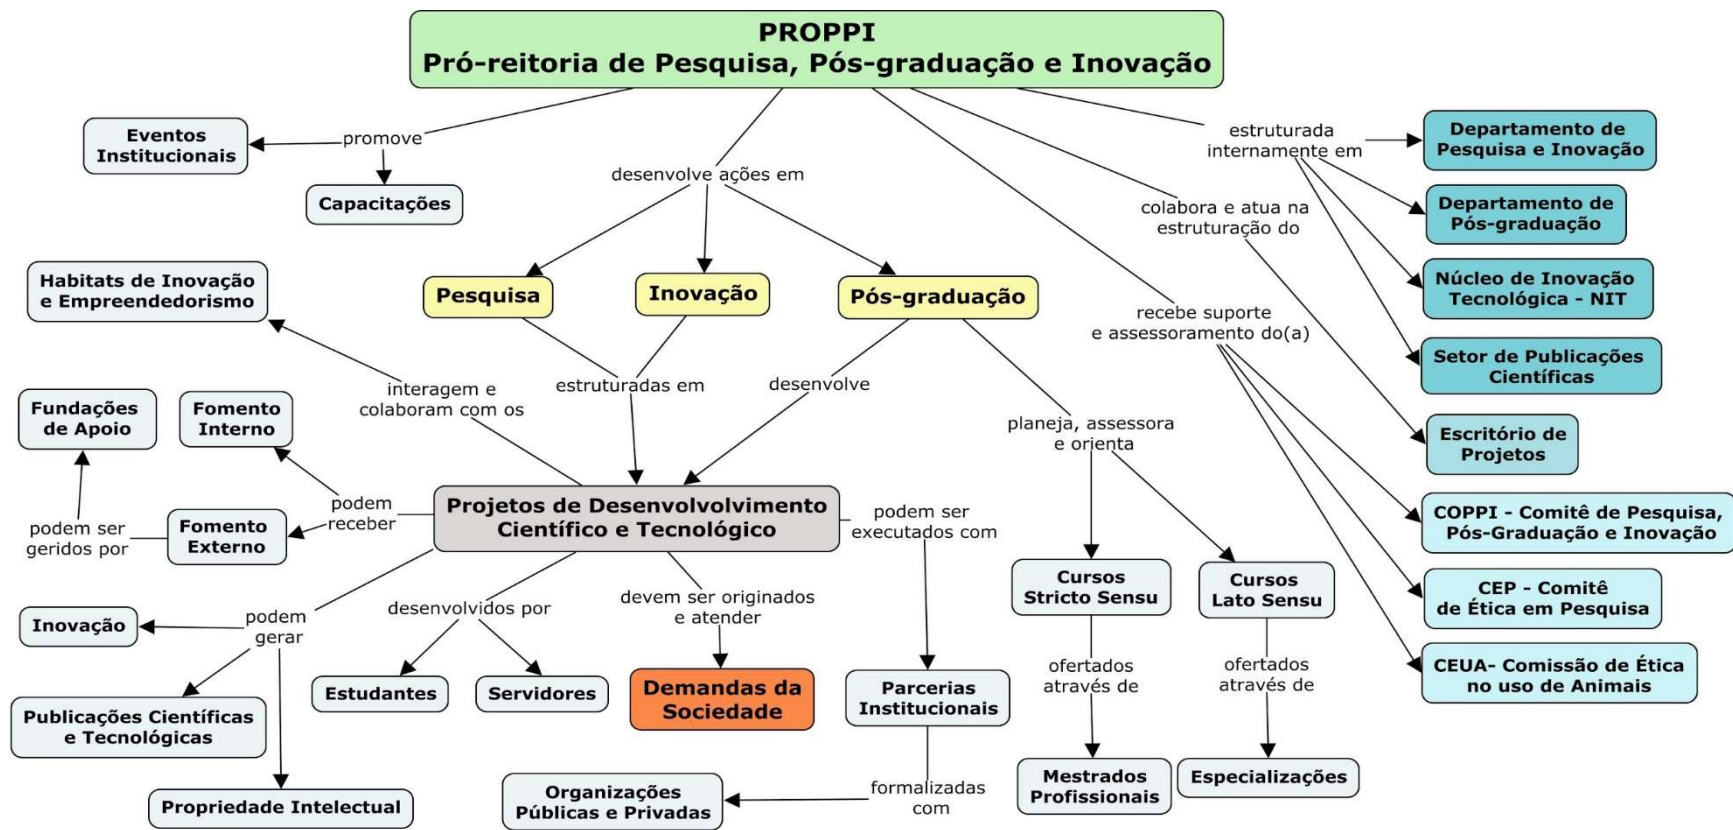 PROPPI
Pró-reitoria de Pesquisa, Pós-graduação e Inovação
Eventos
Institucionais
promove
Capacitações
desenvolve ações em
estruturada
internamente em
Departamento de
Pesquisa e Inovação
Departamento de
Pós-graduação
Núcleo de Inovação
Tecnológica - NIT
Setor de Publicações
Científicas
colabora e atua na
estruturação do
Escritório de
Projetos
recebe suporte
e assessoramento do(a)
COPPI - Comitê de Pesquisa,
Pós-Graduação e Inovação
CEP - Comitê
de Ética em Pesquisa
CEUA- Comissão de Ética
no uso de Animais
Pesquisa
Inovação
Pós-graduação
Habitats de Inovação
e Empreendedorismo
interagem e
colaboram com os
estruturadas em
desenvolve
planeja, assessora
e orienta
Fundações
de Apoio
Fomento
Interno
podem ser
geridos por
Fomento
Externo
podem
receber
Projetos de Desenvolvolvimento
Científico e Tecnológico
podem ser
executados com
Cursos
Stricto Sensu
Cursos
Lato Sensu
Inovação
podem
gerar
desenvolvidos por
devem ser originados
e atender
Estudantes
Servidores
Demandas da
Sociedade
Parcerias
Institucionais
ofertados
através de
ofertados
através de
Publicações Científicas
e Tecnológicas
Propriedade Intelectual
Organizações
Públicas e Privadas
formalizadas
com
Mestrados
Profissionais
Especializações